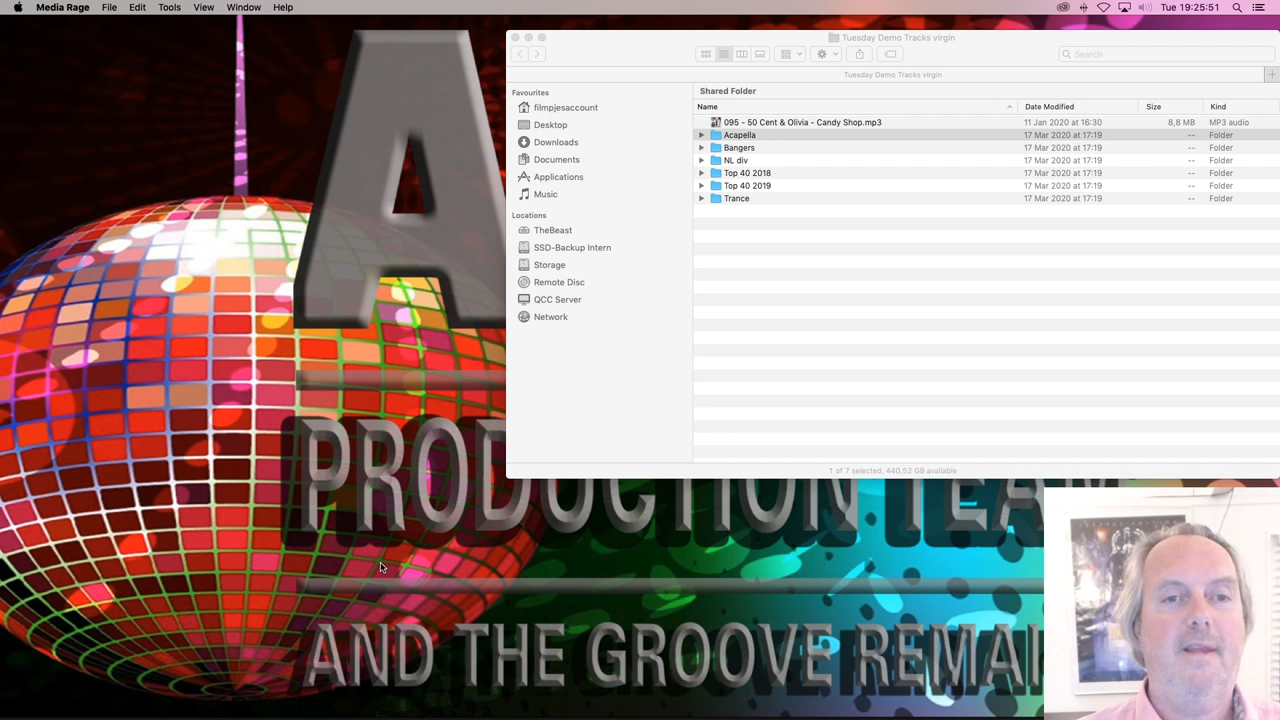 Media Rage File Edit Tools View Window Help Tue 19:25:51
Tuesday Demo Tracks virgin
Search
Tuesday Demo Tracks virgin
Favourites
filmpjesaccount
Desktop
Downloads
Documents
Applications
Music
Locations
TheBeast
SSD-Backup Intern
Storage
Remote Disc
QCC Server
Network
Shared Folder
Name Date Modified Size Kind
095 - 50 Cent & Olivia - Candy Shop.mp3 11 Jan 2020 at 16:30 8,8 MB MP3 audio
Acapella 17 Mar 2020 at 17:19 -- Folder
Bangers 17 Mar 2020 at 17:19 -- Folder
NL div 17 Mar 2020 at 17:19 -- Folder
Top 40 2018 17 Mar 2020 at 17:19 -- Folder
Top 40 2019 17 Mar 2020 at 17:19 -- Folder
Trance 17 Mar 2020 at 17:19 -- Folder
1 of 7 selected, 440,52 GB available
A
PRODUCTION TEAM
AND THE GROOVE REMAI